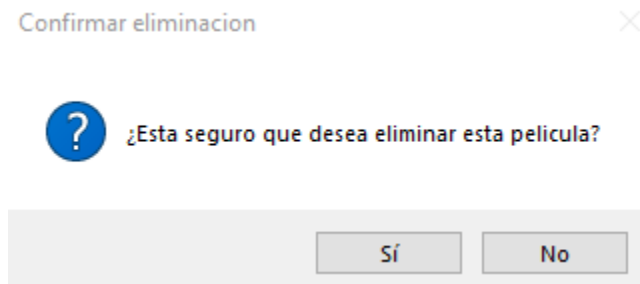 Confirmar eliminacion
¿Esta seguro que desea eliminar esta pelicula?
Sí
No